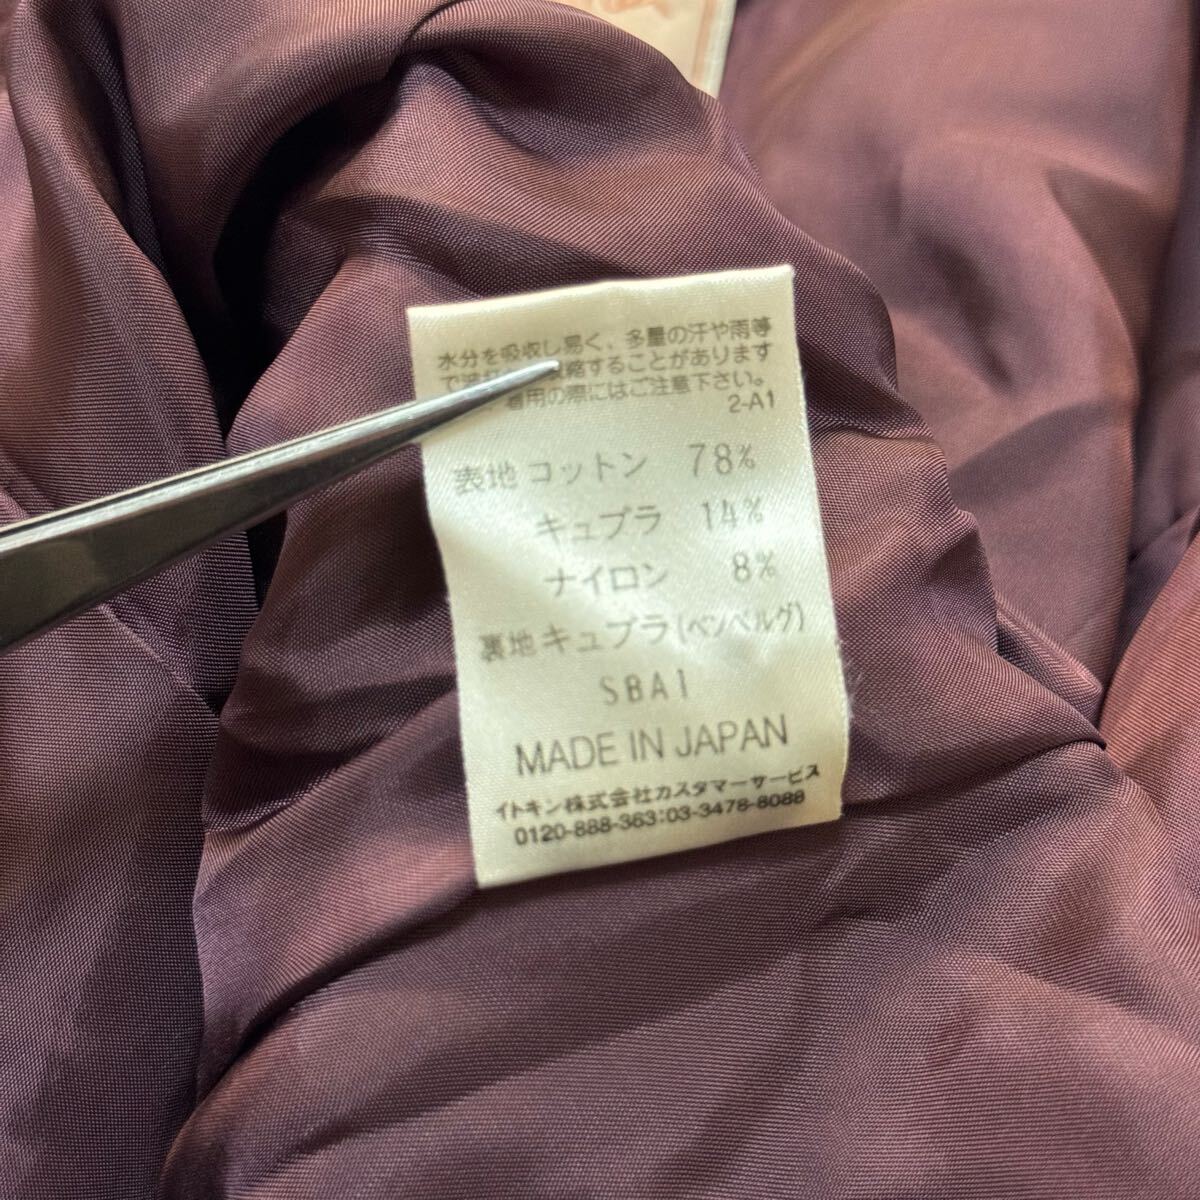 水分を吸収し易く、多量の汗や雨等
で 収縮することがあります
着用の際にはご注意下さい。
2-A1
表地 コットン 78%
キュプラ 14%
ナイロン 8%
裏地 キュプラ(ベンベルグ)
SBA1
MADE IN JAPAN
イトキン株式会社カスタマーサービス
0120-888-363:03-3478-8088